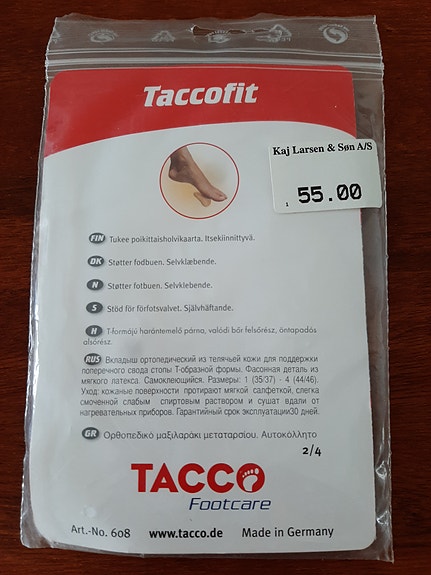 Taccofit
Kaj Larsen & Søn A/S
1 55.00
FIN Tukee poikittaisholvikaarta. Itsekiinnittyvä.
DK Støtter fodbuen. Selvklæbende.
N Støtter fotbuen. Selvklebende.
S Stöd för förfotsvalvet. Självhäftande.
H T-formájú harántemelő párna, valódi bőr felsőrész, öntapadós
alsórész.
RUS Вкладыш ортопедический из телячьей кожи для поддержки
поперечного свода стопы Т-образной формы. Фасонная деталь из
мягкого латекса. Самоклеющийся. Размеры: 1 (35/37) - 4 (44/46).
Уход: кожаные поверхности протирают мягкой салфеткой, слегка
смоченной слабым спиртовым раствором и сушат вдали от
нагревательных приборов. Гарантийный срок эксплуатации30 дней.
GR Ορθοπεδικό μαξιλαράκι μεταταρσίου. Αυτοκόλλητο
2/4
TACCO
Footcare
Art.-No. 608 www.tacco.de Made in Germany